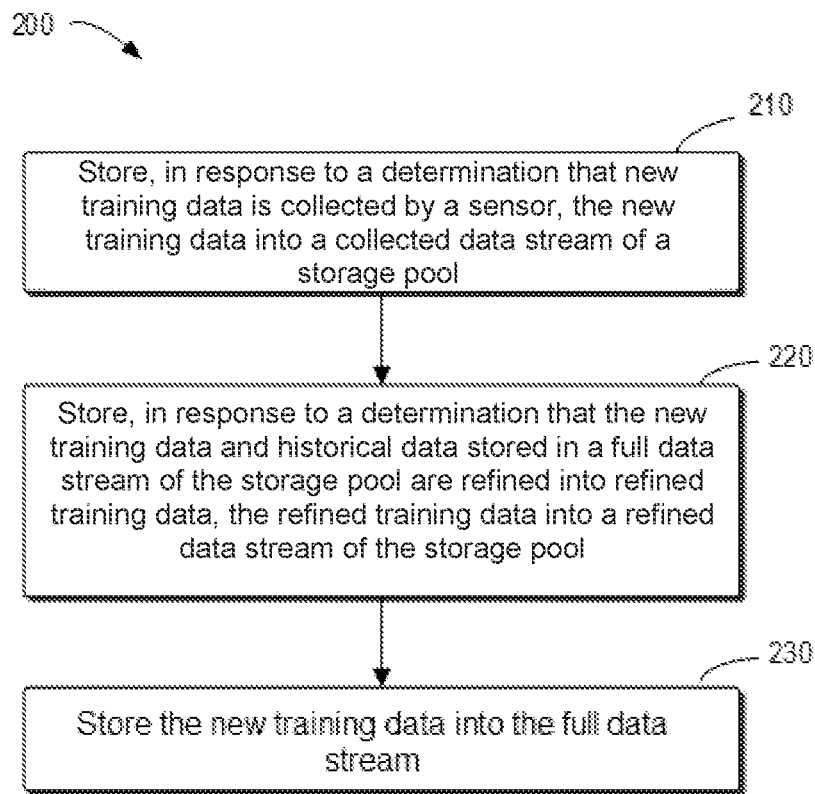 200
210
Store, in response to a determination that new
training data is collected by a sensor, the new
training data into a collected data stream of a
storage pool
220
Store, in response to a determination that the new
training data and historical data stored in a full data
stream of the storage pool are refined into refined
training data, the refined training data into a refined
data stream of the storage pool
230
Store the new training data into the full data
stream